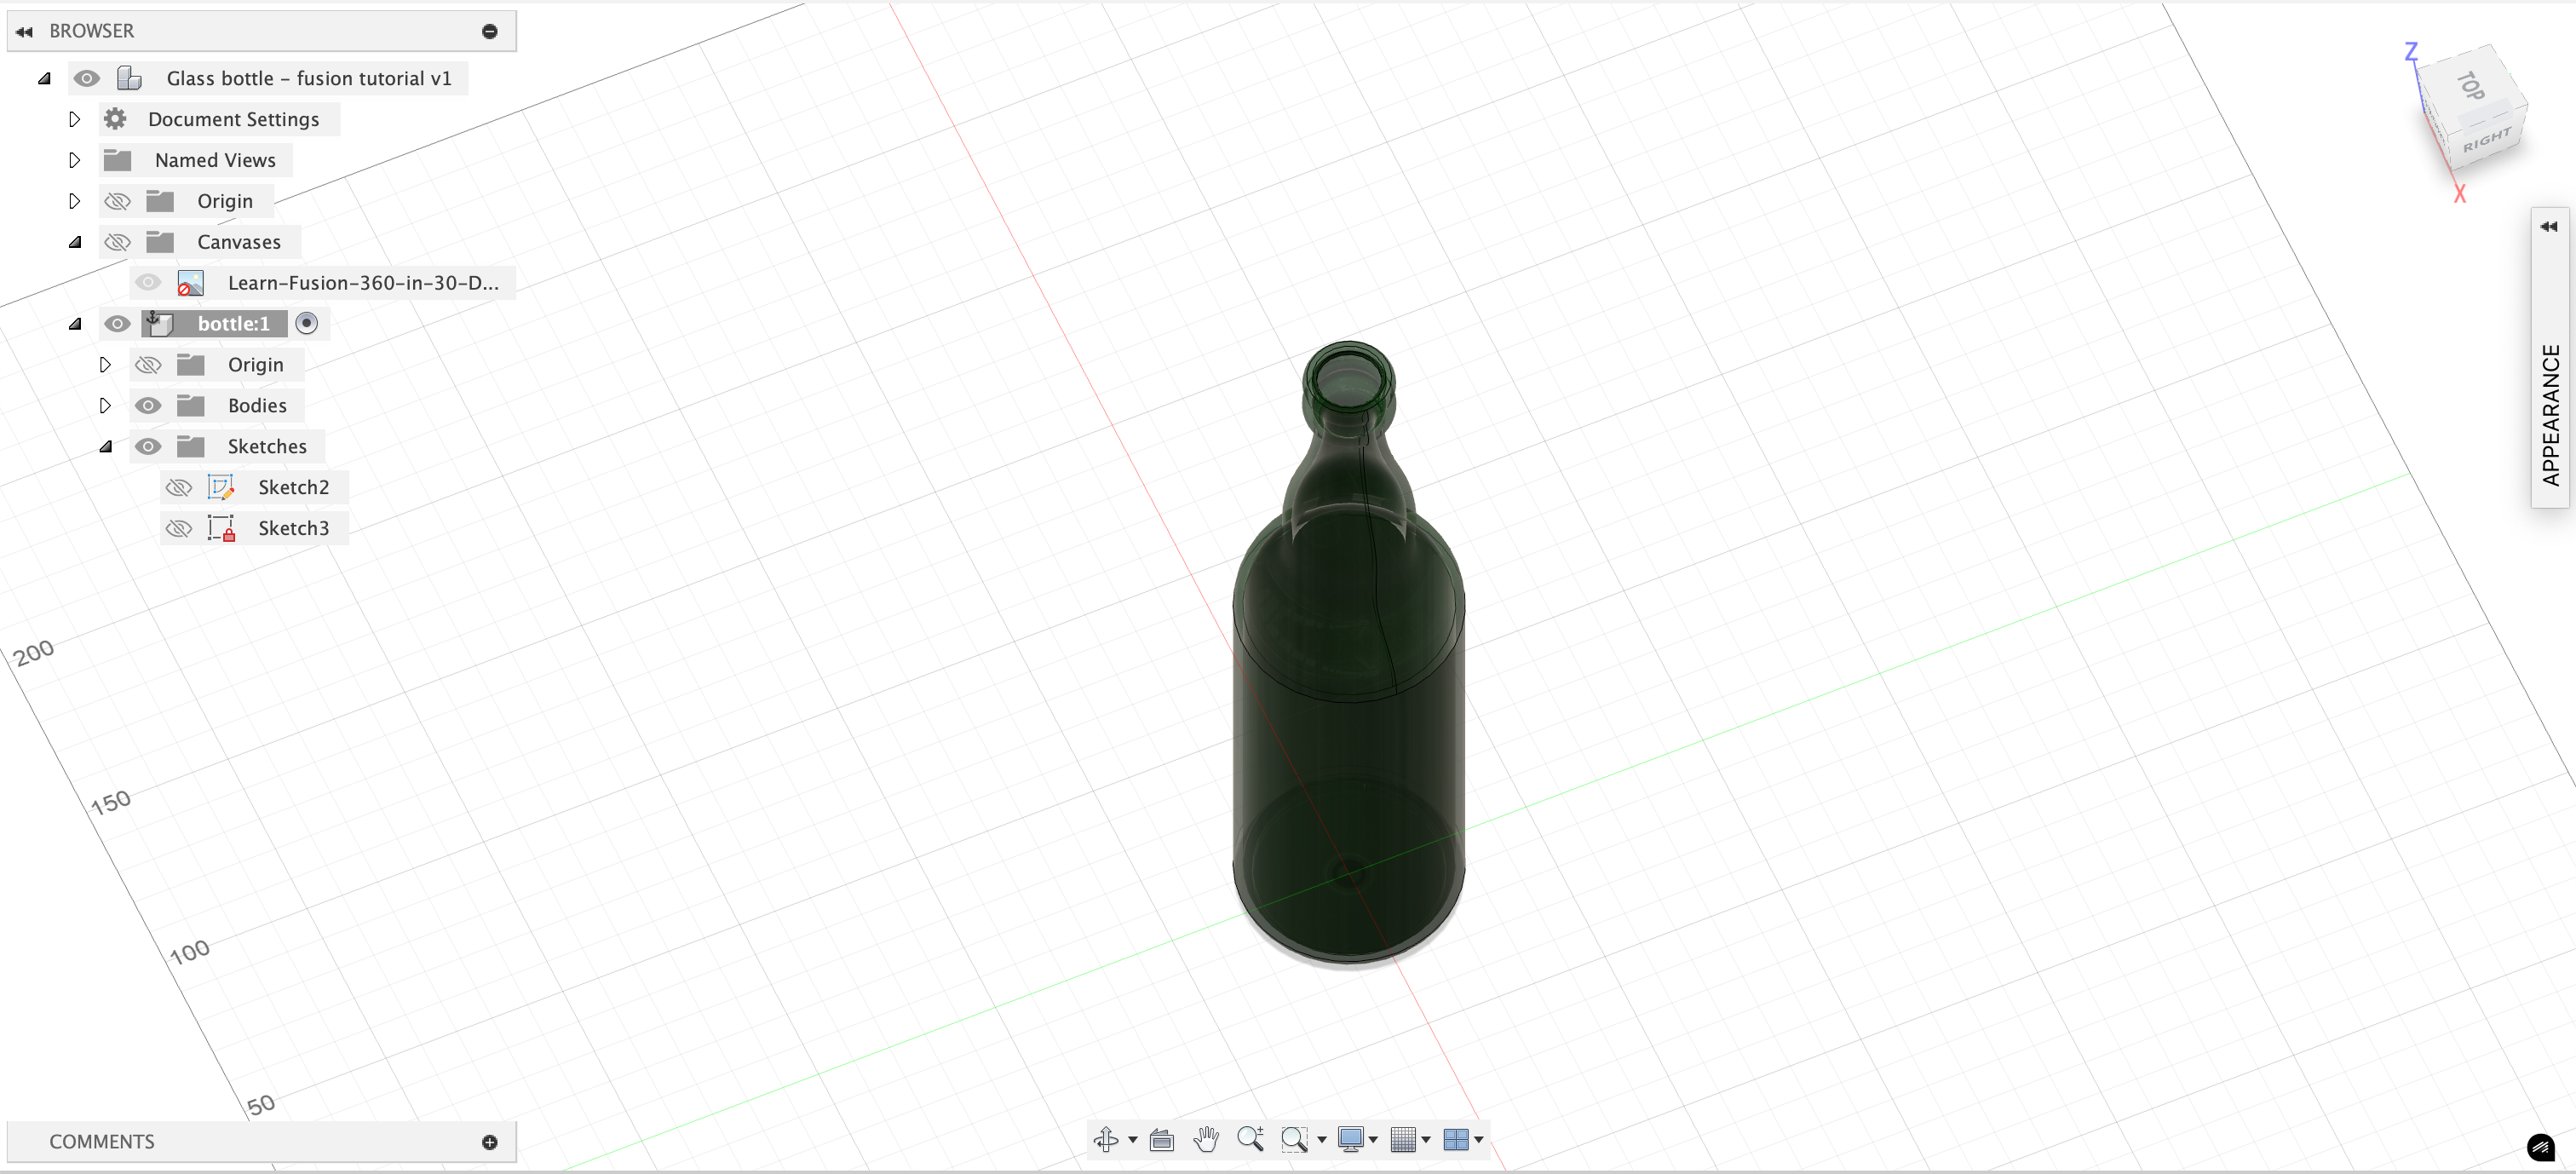 BROWSER
Glass bottle - fusion tutorial v1
Document Settings
Named Views
Origin
Canvases
Learn-Fusion-360-in-30-D...
bottle:1
Origin
Bodies
Sketches
Sketch2
Sketch3
Z
TOP
RIGHT
X
APPEARANCE
200
150
100
50
COMMENTS